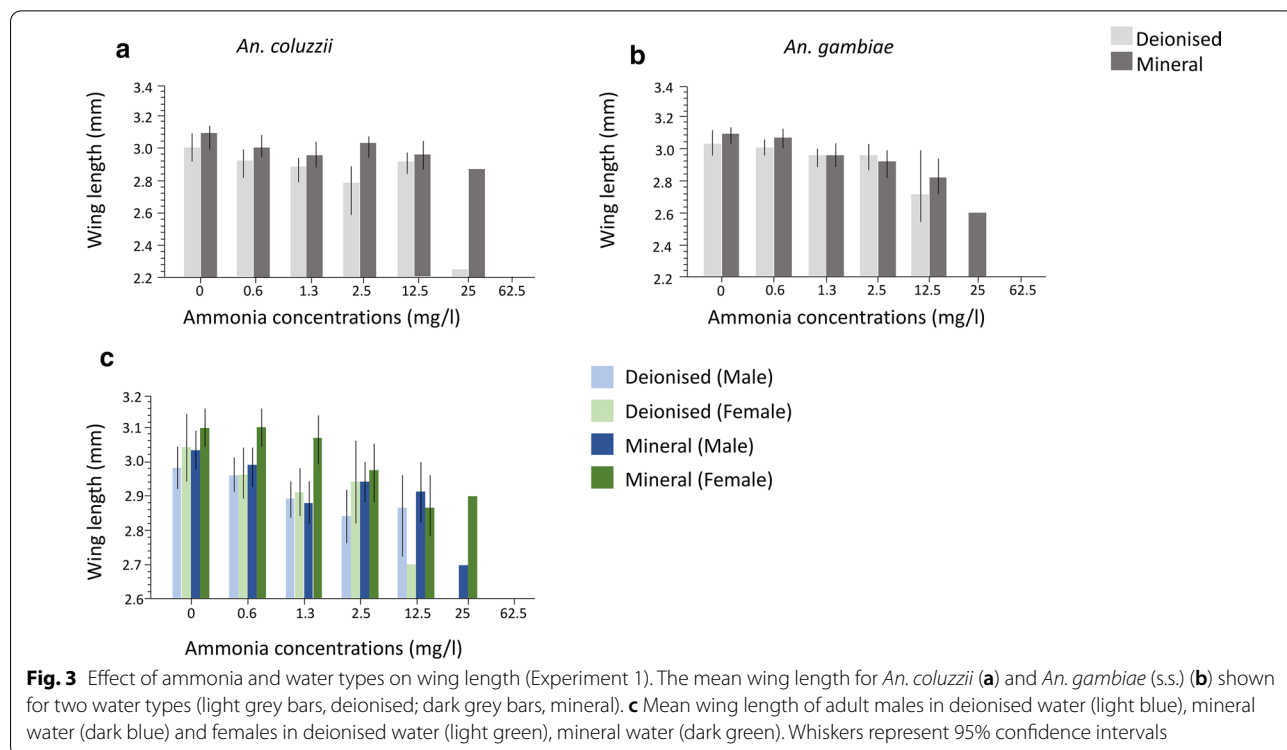 a
An. coluzzii
b
An. gambiae
Deionised
Mineral
Wing length (mm)
3.4
3.2
3.0
2.8
2.6
2.4
2.2
0 0.6 1.3 2.5 12.5 25 62.5
Ammonia concentrations (mg/l)
Wing length (mm)
3.4
3.2
3.0
2.8
2.6
2.4
2.2
0 0.6 1.3 2.5 12.5 25 62.5
Ammonia concentrations (mg/l)
c
Wing length (mm)
3.2
3.1
3.0
2.9
2.8
2.7
2.6
0 0.6 1.3 2.5 12.5 25 62.5
Ammonia concentrations (mg/l)
Deionised (Male)
Deionised (Female)
Mineral (Male)
Mineral (Female)
Fig. 3 Effect of ammonia and water types on wing length (Experiment 1). The mean wing length for An. coluzzii (a) and An. gambiae (s.s.) (b) shown
for two water types (light grey bars, deionised; dark grey bars, mineral). c Mean wing length of adult males in deionised water (light blue), mineral
water (dark blue) and females in deionised water (light green), mineral water (dark green). Whiskers represent 95% confidence intervals